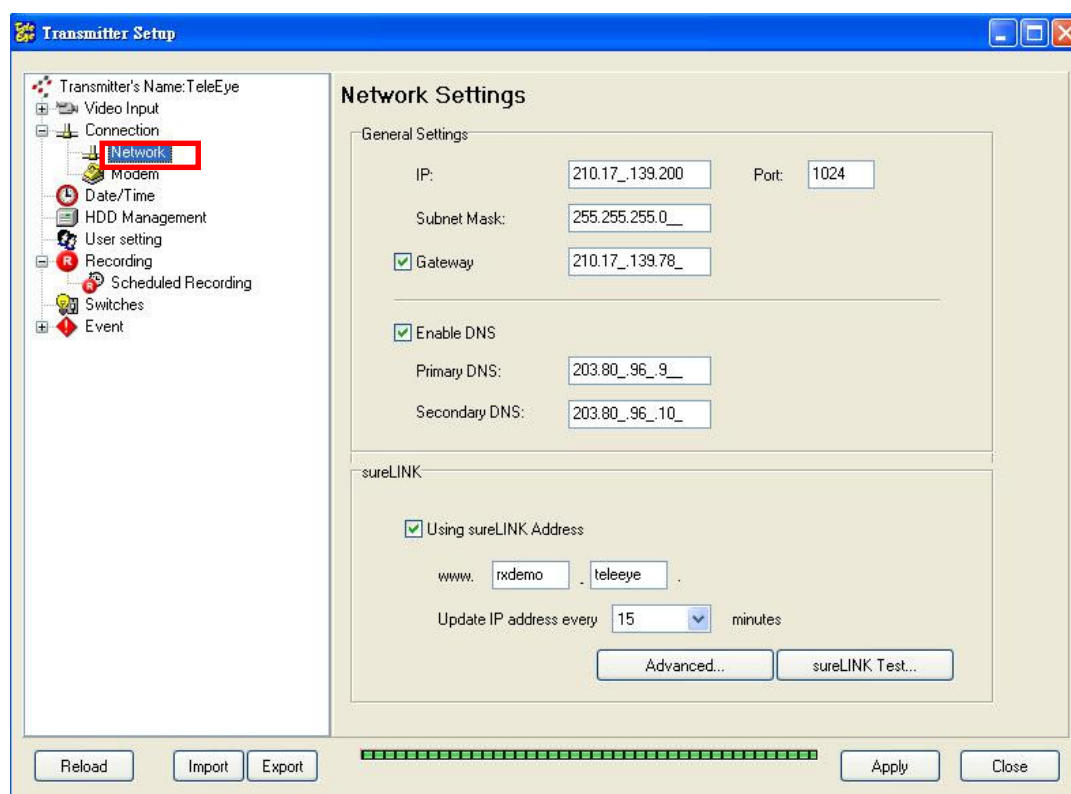 Transmitter Setup
Transmitter's Name:TeleEye
Video Input
Connection
Network
Modem
Date/Time
HDD Management
User setting
Recording
Scheduled Recording
Switches
Event
Network Settings
General Settings
IP: 210.17_.139.200 Port: 1024
Subnet Mask: 255.255.255.0__
Gateway 210.17_.139.78_
Enable DNS
Primary DNS: 203.80_.96_.9__
Secondary DNS: 203.80_.96_.10_
sureLINK
Using sureLINK Address
www. rxdemo . teleeye .
Update IP address every 15 minutes
Advanced... sureLINK Test...
Reload Import Export Apply Close